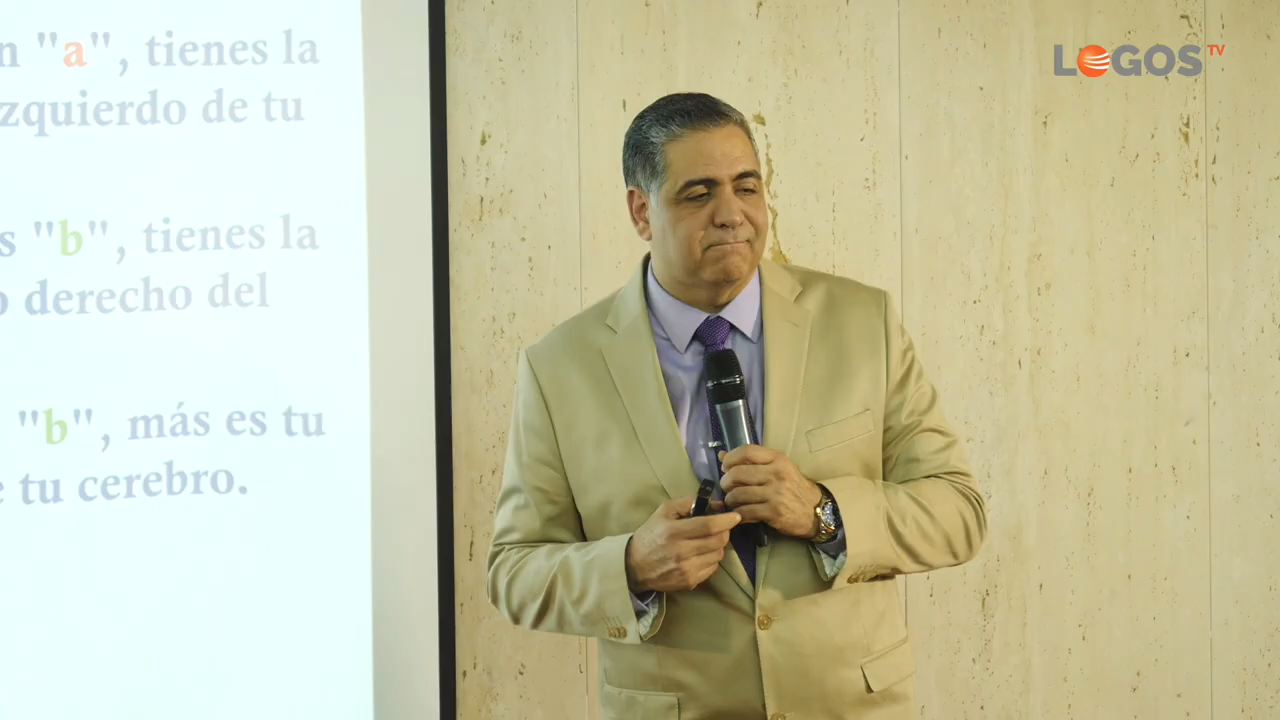 n "a", tienes la
zquierdo de tu
s "b", tienes la
o derecho del
"b", más es tu
e tu cerebro.
LOGOS TV